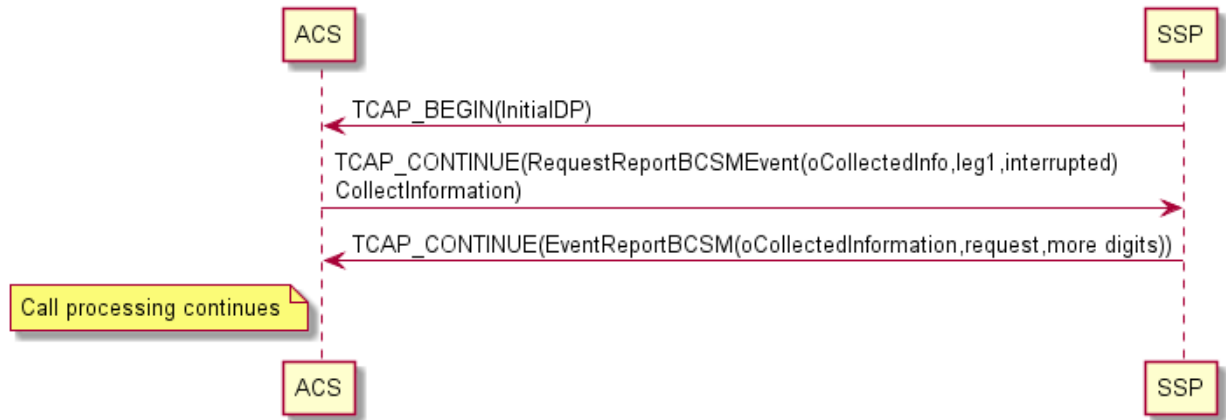 ACS
SSP
TCAP_BEGIN(InitialDP)
TCAP_CONTINUE(RequestReportBCSMEvent(oCollectedInfo,leg1,interrupted)
CollectInformation)
TCAP_CONTINUE(EventReportBCSM(oCollectedInformation,request,more digits))
Call processing continues
ACS
SSP